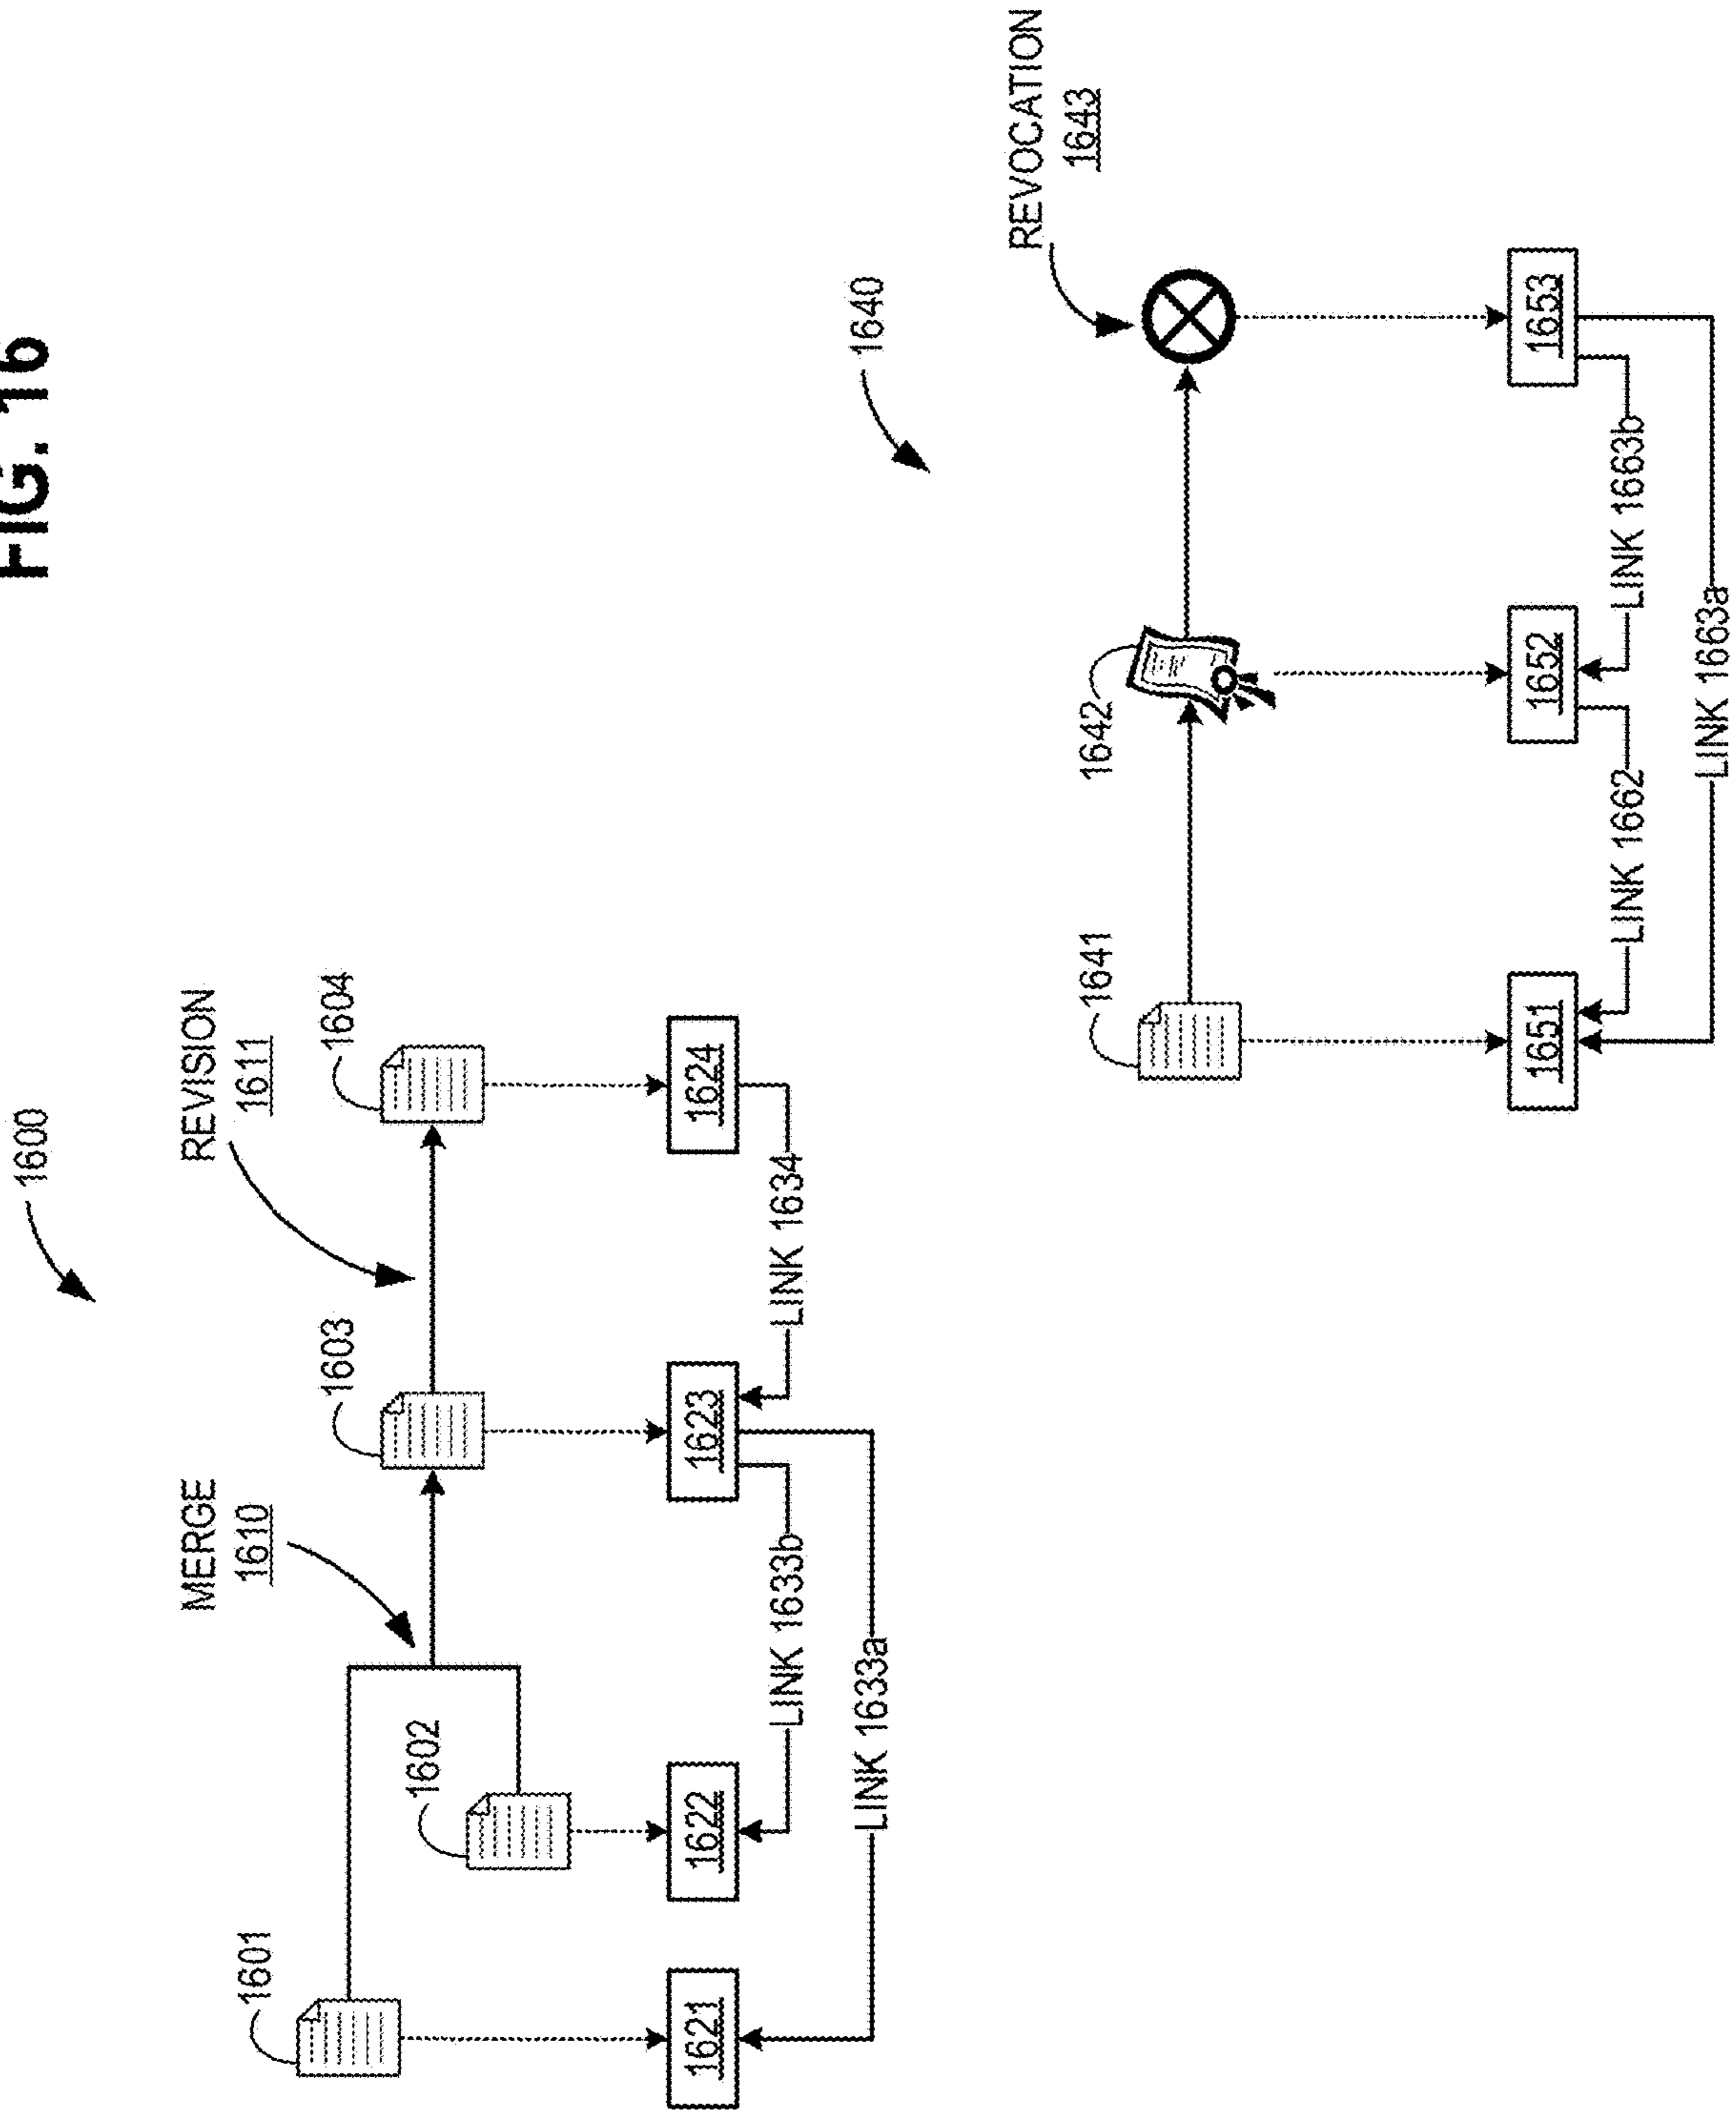 FIG. 16
1600
MERGE
1610
REVISION
1611
1601
1602
1603
1604
1621
1622
1623
1624
LINK 1633b
LINK 1634
LINK 1633a
1640
REVOCATION
1643
1641
1642
1651
1652
1653
LINK 1662
LINK 1663b
LINK 1663a